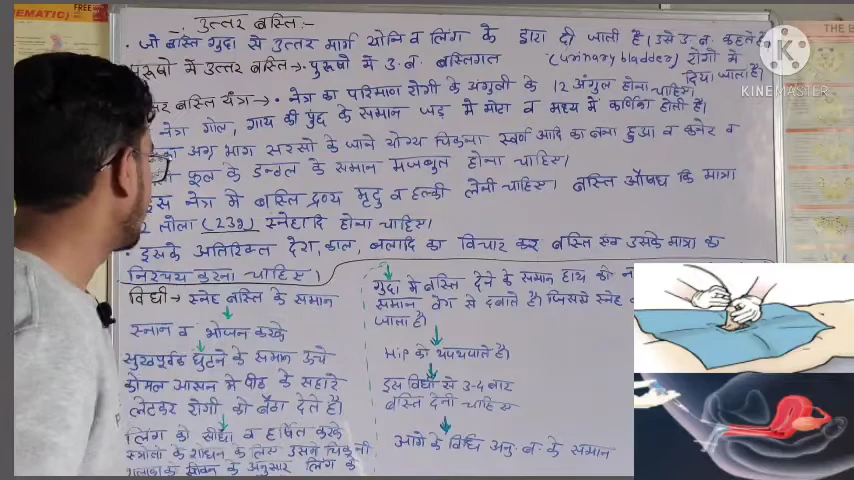 उत्तर बस्ति:-
• जो बस्ति गुदा से उत्तर मार्ग योनि व लिंग के द्वारा दी जाती है। उसे उ.ब. कहते है
पुरूषो में उत्तर बस्ति → पुरूषो में उ.ब. बस्तिगत (Urinary bladder) रोगो में दिया जाता है।
बस्ति यंत्र → • नेत्र का परिमाण रोगी के अंगुली के 12 अंगुल होना चाहिए।
नेत्र गोल, गाय की पुंछ के समान जड़ में मोटा व मध्य में कर्णिका होती है।
अग्र भाग सरसो के जाने योग्य चिकना स्वर्ण आदि का बना हुआ व कनेर व
फूल के डन्ठल के समान मजबुत होना चाहिए।
नेत्र में बस्ति द्रव्य मृदु व हल्की लेनी चाहिए। बस्ति औषध कि मात्रा
तोला (23g) स्नेहादि होना चाहिए।
• इसके अतिरिक्त देश, काल, बलादि का विचार कर बस्ति एवं उसके मात्रा का
निश्चय करना चाहिए।
विधी → स्नेह बस्ति के समान
स्नान व भोजन करके
सुखपूर्वक घुटने के समान ऊचे
कोमल आसन में पीठ के सहारे
लेटकर रोगी को बैठा देते है।
लिंग को सीधा व हर्षित करके
के शोधन के लिए उसमें चिकनी
के अनुसार लिंग के
गुदा में बस्ति देने के समान हाथ को
समान वेग से दबाते है। जिससे स्नेह
जाता है।
Hip को थपथपाते है।
इस विधी से 3-4 बार
बस्ति देनी चाहिए
आगे के विधि अनु.ब. के समान
KINEMASTER